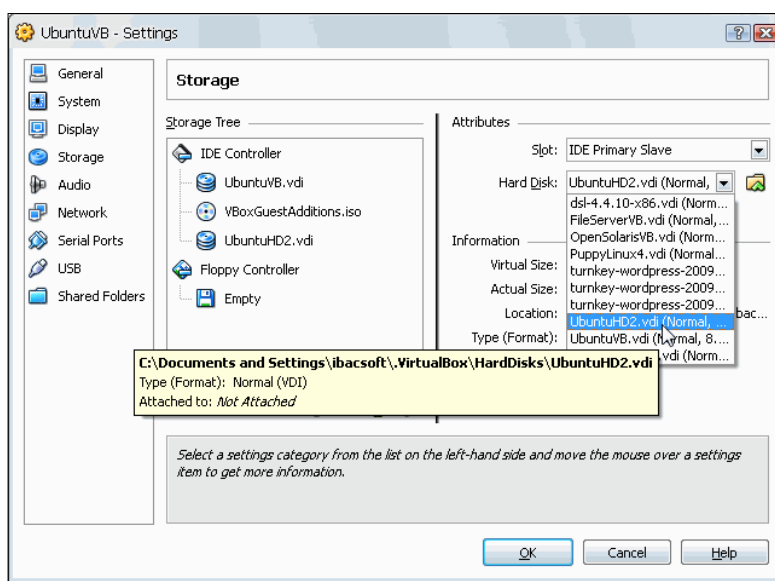 UbuntuVB - Settings
General
System
Display
Storage
Audio
Network
Serial Ports
USB
Shared Folders
Storage
Storage Tree
IDE Controller
UbuntuVB.vdi
VBoxGuestAdditions.iso
UbuntuHD2.vdi
Floppy Controller
Empty
Attributes
Slot: IDE Primary Slave
Hard Disk: UbuntuHD2.vdi (Normal,
dsl-4.4.10-x86.vdi (Norm...
FileServerVB.vdi (Normal,...
OpenSolarisVB.vdi (Norm...
PuppyLinux4.vdi (Normal...
turnkey-wordpress-2009...
turnkey-wordpress-2009...
turnkey-wordpress-2009...
UbuntuHD2.vdi (Normal, ...
UbuntuVB.vdi (Normal, 8....
.vdi (Norm...
Information
Virtual Size:
Actual Size:
Location: bac...
Type (Format):
C:\Documents and Settings\ibacsoft\.VirtualBox\HardDisks\UbuntuHD2.vdi
Type (Format): Normal (VDI)
Attached to: Not Attached
Select a settings category from the list on the left-hand side and move the mouse over a settings
item to get more information.
OK
Cancel
Help